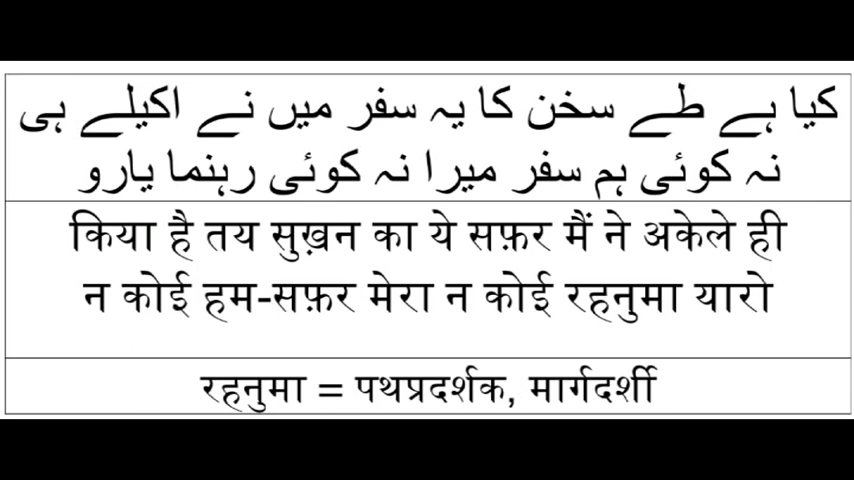 کیا ہے طے سخن کا یہ سفر میں نے اکیلے ہی
نہ کوئی ہم سفر میرا نہ کوئی رہنما یارو
किया है तय सुख़न का ये सफ़र मैं ने अकेले ही
न कोई हम-सफ़र मेरा न कोई रहनुमा यारो
रहनुमा = पथप्रदर्शक, मार्गदर्शी